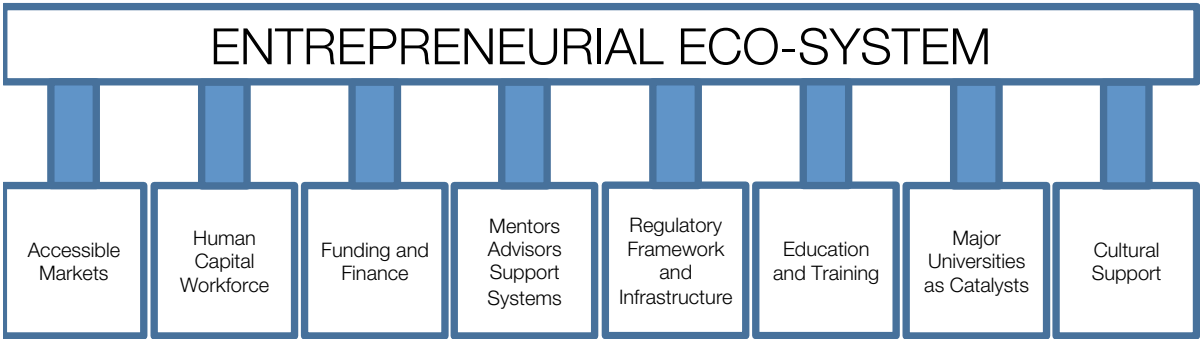 ENTREPRENEURIAL ECO-SYSTEM
Accessible
Markets
Human
Capital
Workforce
Funding and
Finance
Mentors
Advisors
Support
Systems
Regulatory
Framework
and
Infrastructure
Education
and Training
Major
Universities
as Catalysts
Cultural
Support